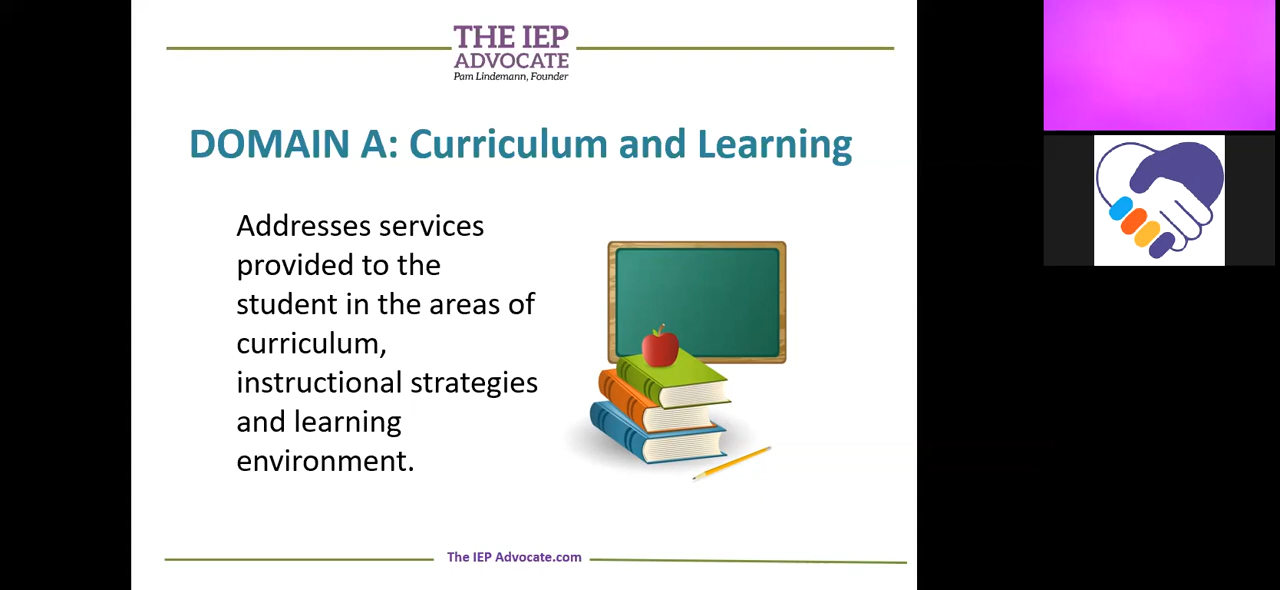 THE IEP
ADVOCATE
Pam Lindemann, Founder
DOMAIN A: Curriculum and Learning
Addresses services
provided to the
student in the areas of
curriculum,
instructional strategies
and learning
environment.
The IEP Advocate.com